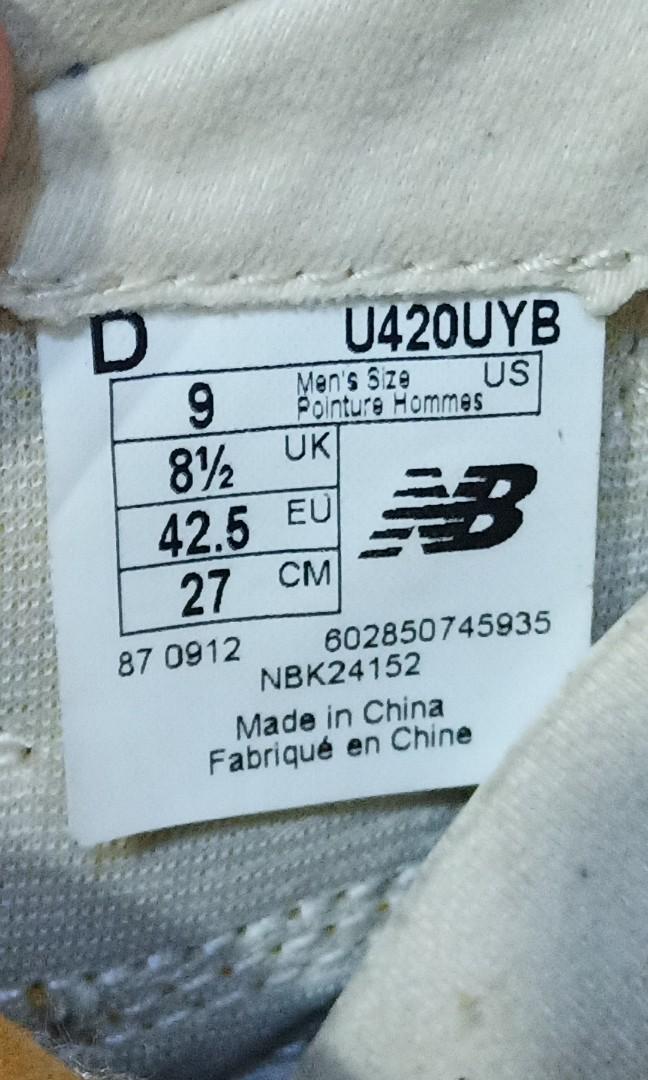 D U420UYB
9 Men's Size US
Pointure Hommes
8½ UK
42.5 EU
NB
27 CM
87 0912 602850745935
NBK24152
Made in China
Fabriqué en Chine